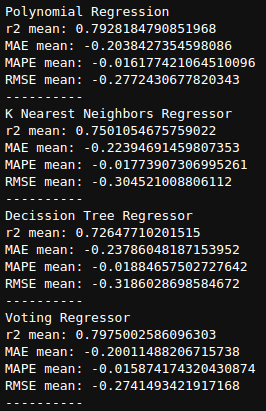 Polynomial Regression
r2 mean: 0.7928184790851968
MAE mean: -0.2038427354598086
MAPE mean: -0.016177421064510096
RMSE mean: -0.2772430677820343
----------
K Nearest Neighbors Regressor
r2 mean: 0.7501054675759022
MAE mean: -0.22394691459807353
MAPE mean: -0.01773907306995261
RMSE mean: -0.304521008806112
----------
Decission Tree Regressor
r2 mean: 0.72647710201515
MAE mean: -0.23786048187153952
MAPE mean: -0.01884657502727642
RMSE mean: -0.3186028698584672
----------
Voting Regressor
r2 mean: 0.7975002586096303
MAE mean: -0.20011488206715738
MAPE mean: -0.015874174320430874
RMSE mean: -0.2741493421917168
----------